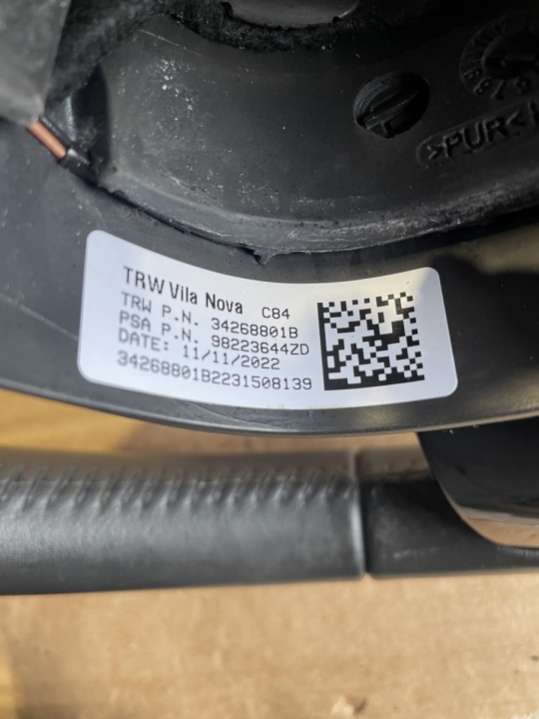 >PUR<
TRW Vila Nova C84
TRW P.N. 34268801B
PSA P.N. 98223644ZD
DATE: 11/11/2022
34268801B2231508139